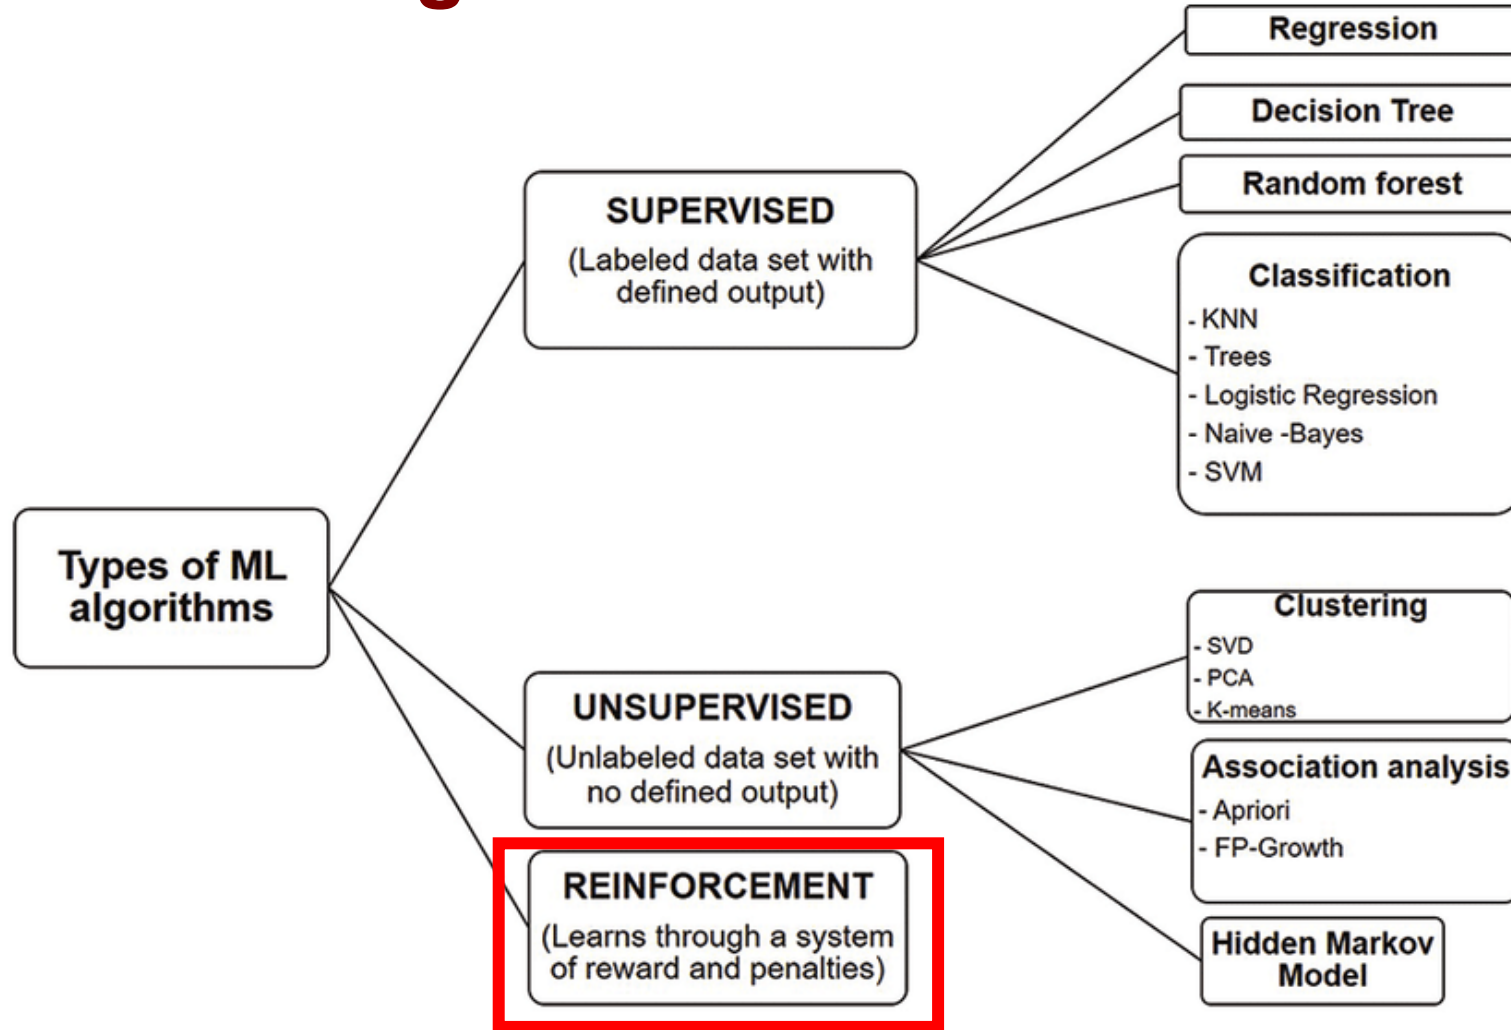 Types of ML
algorithms
SUPERVISED
(Labeled data set with
defined output)
Regression
Decision Tree
Random forest
Classification
- KNN
- Trees
- Logistic Regression
- Naive -Bayes
- SVM
UNSUPERVISED
(Unlabeled data set with
no defined output)
Clustering
- SVD
- PCA
- K-means
Association analysis
- Apriori
- FP-Growth
Hidden Markov
Model
REINFORCEMENT
(Learns through a system
of reward and penalties)